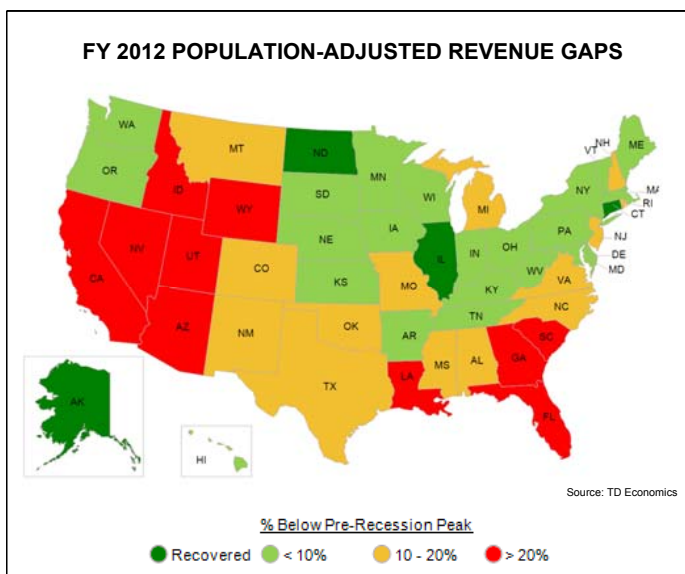 FY 2012 POPULATION-ADJUSTED REVENUE GAPS
WA
MT
ND
MN
VT
NH
ME
OR
ID
WY
SD
WI
MI
NY
MA
RI
CT
NV
UT
CO
NE
IA
IL
IN
OH
PA
NJ
DE
MD
CA
AZ
NM
KS
MO
KY
WV
VA
OK
AR
TN
NC
TX
LA
MS
AL
GA
SC
FL
AK
HI
Source: TD Economics
% Below Pre-Recession Peak
Recovered
< 10%
10 - 20%
> 20%